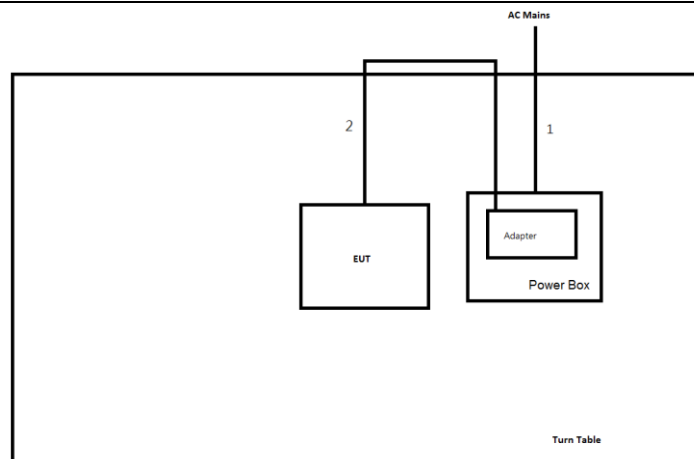 AC Mains
2
1
Adapter
EUT
Power Box
Turn Table